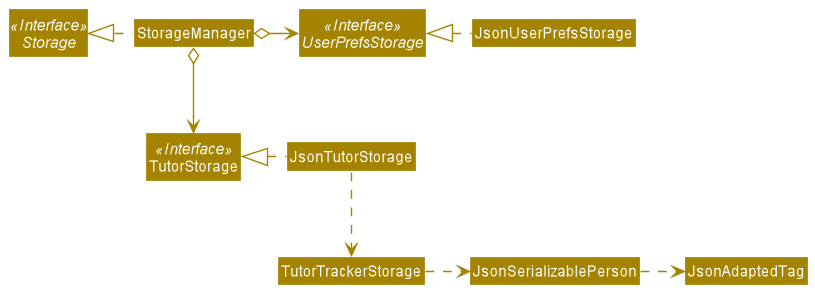 «Interface»
Storage
StorageManager
«Interface»
UserPrefsStorage
JsonUserPrefsStorage
«Interface»
TutorStorage
JsonTutorStorage
TutorTrackerStorage
JsonSerializablePerson
JsonAdaptedTag